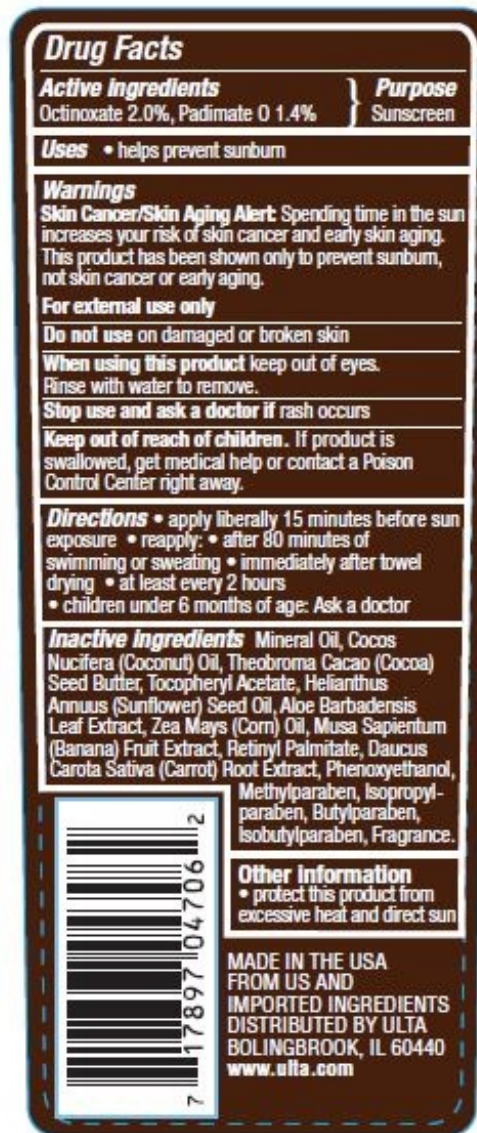 Drug Facts
Active ingredients
Purpose
Octinoxate 2.0%, Padimate O 1.4%
Sunscreen
Uses • helps prevent sunburn
Warnings
Skin Cancer/Skin Aging Alert: Spending time in the sun
increases your risk of skin cancer and early skin aging.
This product has been shown only to prevent sunburn,
not skin cancer or early aging.
For external use only
Do not use on damaged or broken skin
When using this product keep out of eyes.
Rinse with water to remove.
Stop use and ask a doctor if rash occurs
Keep out of reach of children. If product is
swallowed, get medical help or contact a Poison
Control Center right away.
Directions • apply liberally 15 minutes before sun
exposure • reapply: • after 80 minutes of
swimming or sweating • immediately after towel
drying • at least every 2 hours
• children under 6 months of age: Ask a doctor
Inactive ingredients Mineral Oil, Cocos
Nucifera (Coconut) Oil, Theobroma Cacao (Cocoa)
Seed Butter, Tocopheryl Acetate, Helianthus
Annuus (Sunflower) Seed Oil, Aloe Barbadensis
Leaf Extract, Zea Mays (Corn) Oil, Musa Sapientum
(Banana) Fruit Extract, Retinyl Palmitate, Daucus
Carota Sativa (Carrot) Root Extract, Phenoxyethanol,
Methylparaben, Isopropyl-
paraben, Butylparaben,
Isobutylparaben, Fragrance.
Other information
• protect this product from
excessive heat and direct sun
MADE IN THE USA
FROM US AND
IMPORTED INGREDIENTS
DISTRIBUTED BY ULTA
BOLINGBROOK, IL 60440
www.ulta.com
7 17897 04706 2